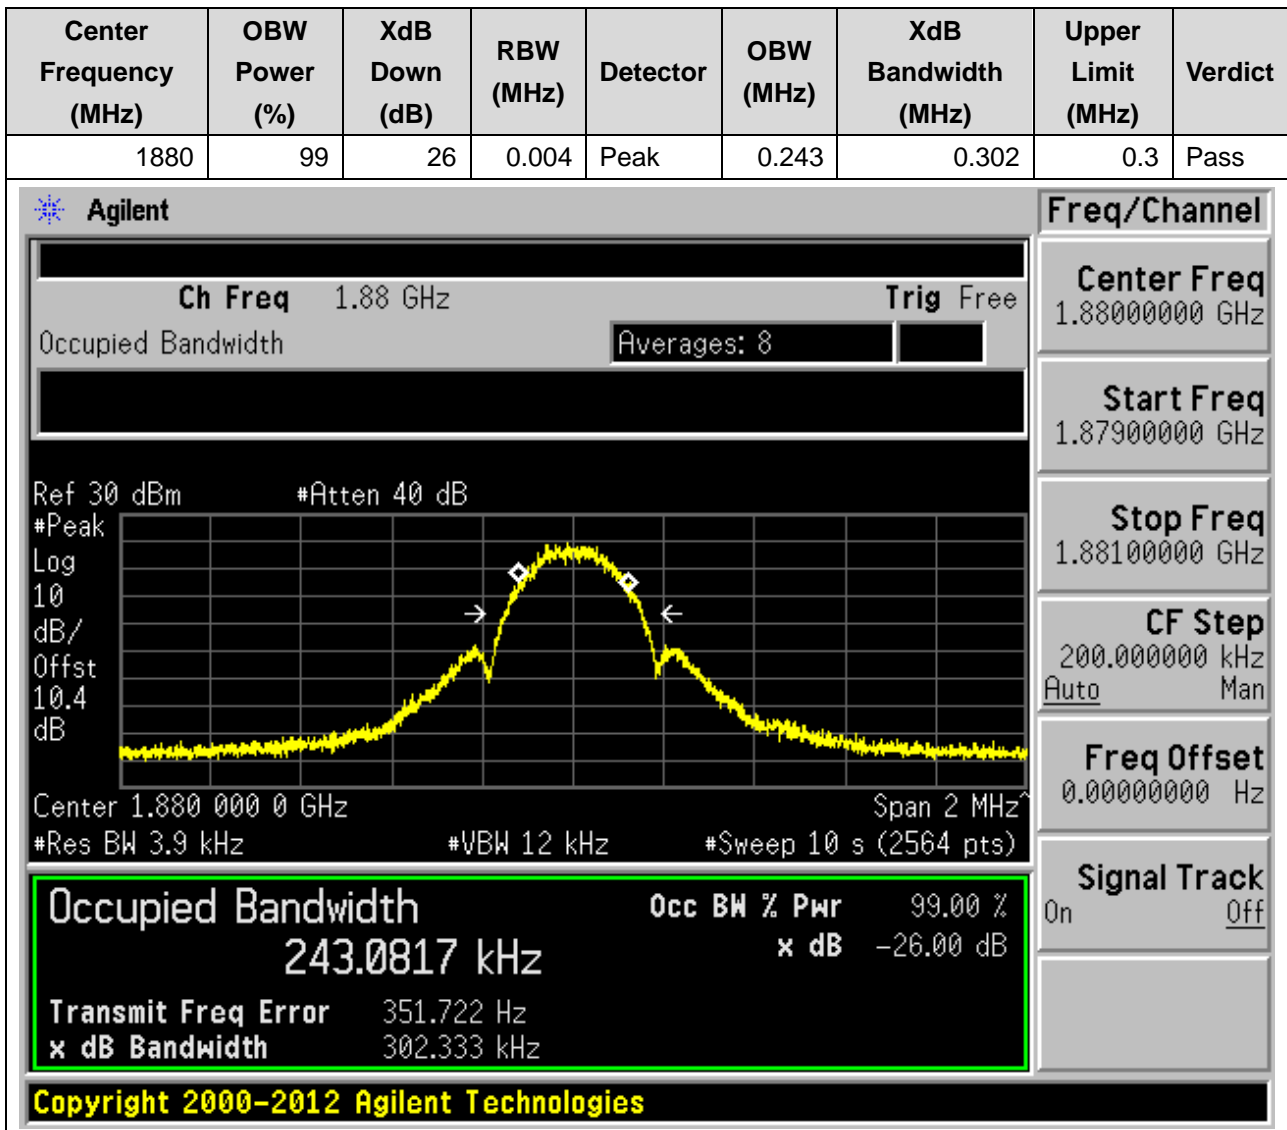 Center Frequency (MHz) OBW Power (%) XdB Down (dB) RBW (MHz) Detector OBW (MHz) XdB Bandwidth (MHz) Upper Limit (MHz) Verdict
1880 99 26 0.004 Peak 0.243 0.302 0.3 Pass
Agilent
Freq/Channel
Ch Freq 1.88 GHz Trig Free
Occupied Bandwidth Averages: 8
Center Freq
1.88000000 GHz
Start Freq
1.87900000 GHz
Stop Freq
1.88100000 GHz
CF Step
200.000000 kHz
Auto Man
Freq Offset
0.00000000 Hz
Signal Track
On Off
Ref 30 dBm #Atten 40 dB
#Peak
Log
10
dB/
Offst
10.4
dB
Center 1.880 000 0 GHz Span 2 MHz^
#Res BW 3.9 kHz #VBW 12 kHz #Sweep 10 s (2564 pts)
Occupied Bandwidth Occ BW % Pwr 99.00 %
243.0817 kHz x dB -26.00 dB
Transmit Freq Error 351.722 Hz
x dB Bandwidth 302.333 kHz
Copyright 2000-2012 Agilent Technologies